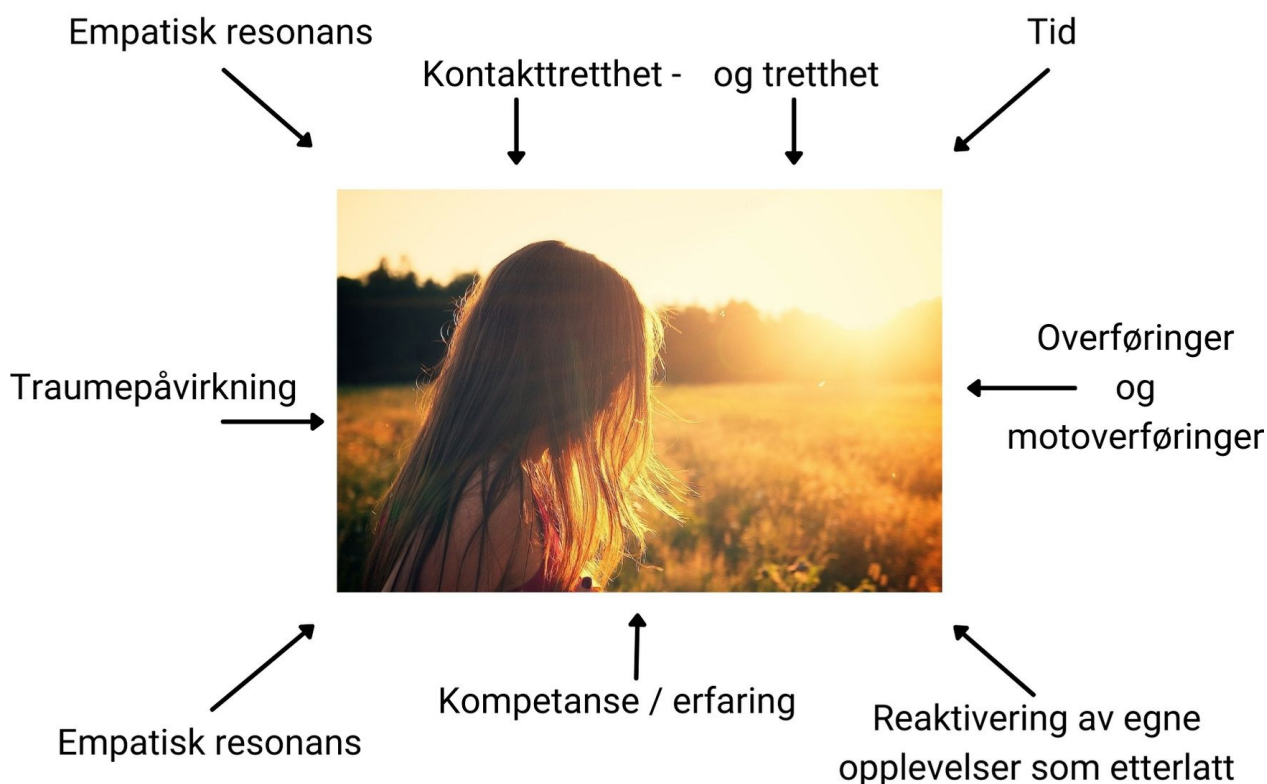 Empatisk resonans
Tid
Kontakttretthet - og tretthet
Traumepåvirkning
Overføringer
og
motoverføringer
Empatisk resonans
Kompetanse / erfaring
Reaktivering av egne
opplevelser som etterlatt